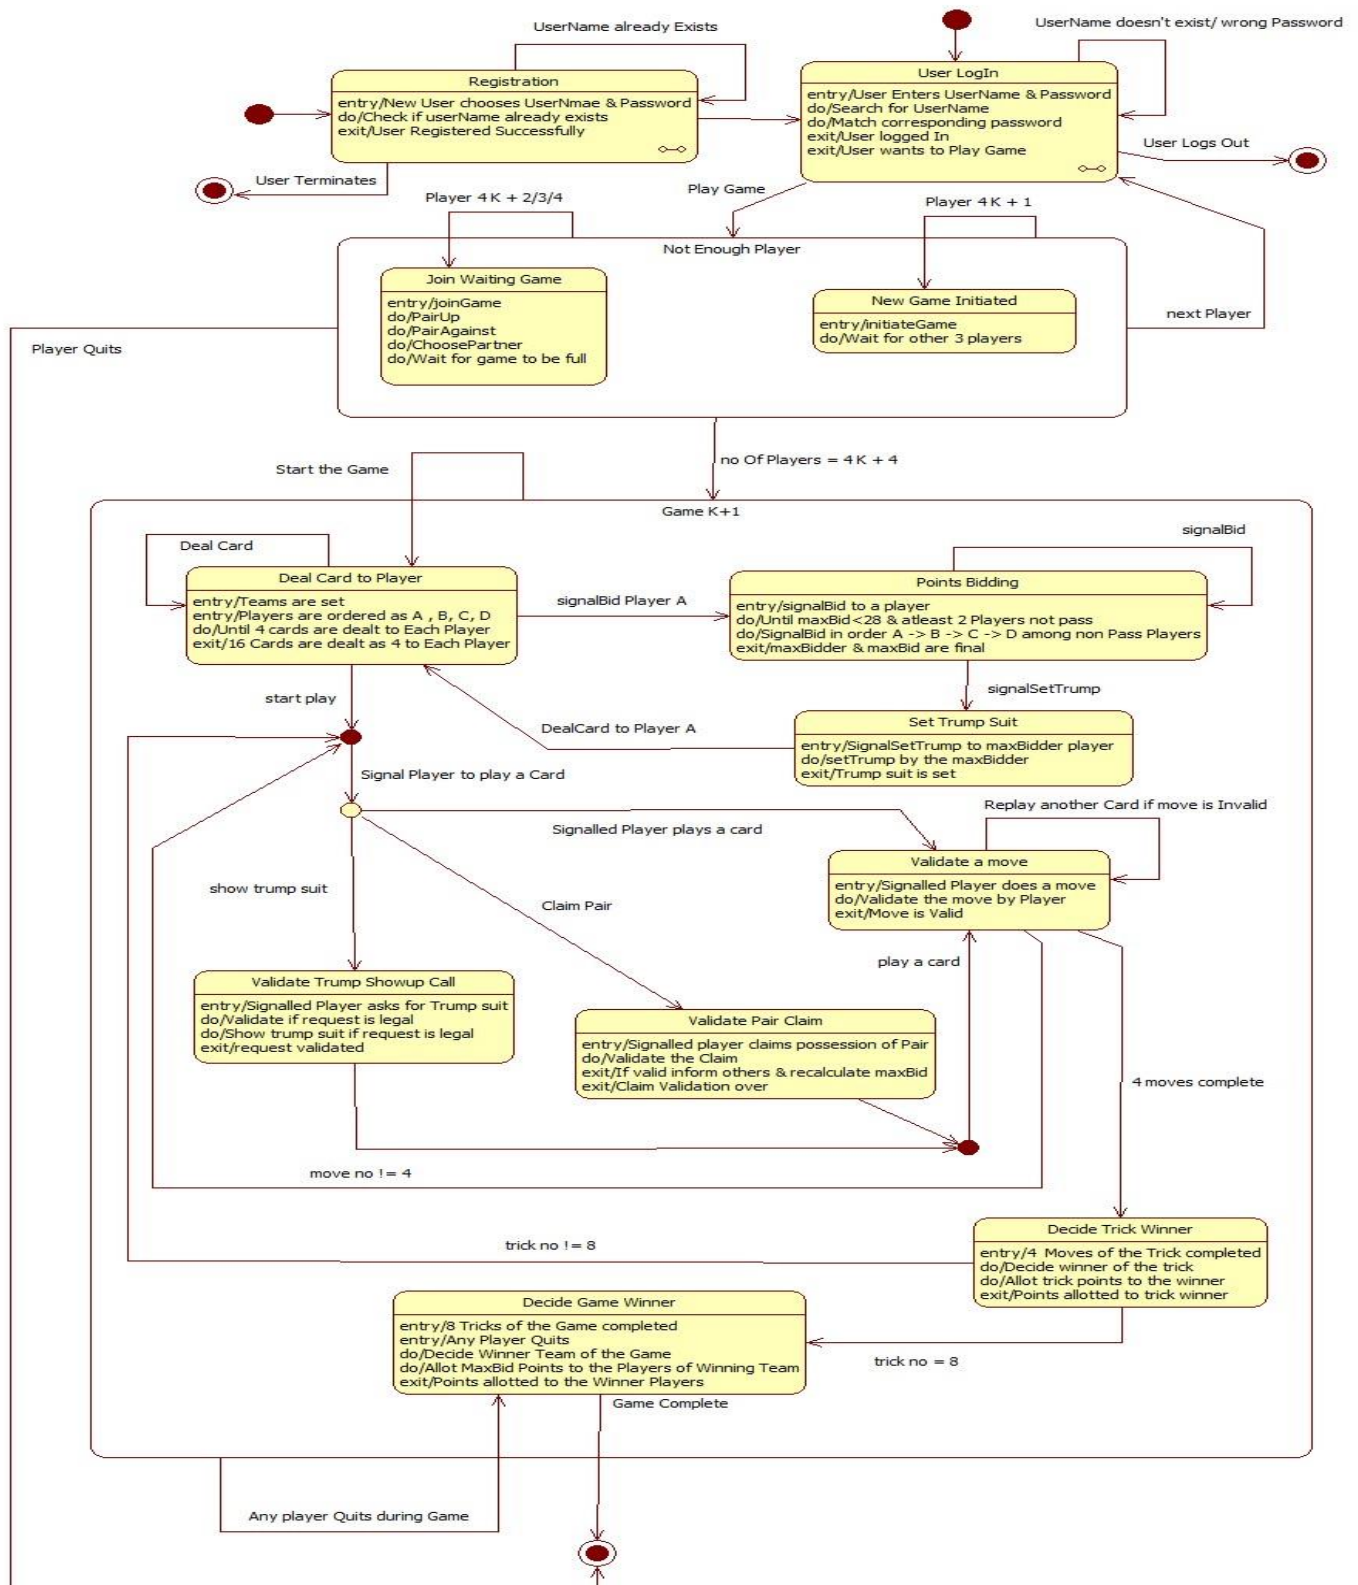 UserName already Exists
UserName doesn't exist/ wrong Password
Registration
entry/New User chooses UserNmae & Password
do/Check if userName already exists
exit/User Registered Successfully
User LogIn
entry/User Enters UserName & Password
do/Search for UserName
do/Match corresponding password
exit/User logged In
exit/User wants to Play Game
User Logs Out
User Terminates
Play Game
Player 4K + 2/3/4
Player 4K + 1
Not Enough Player
Join Waiting Game
entry/joinGame
do/PairUp
do/PairAgainst
do/ChoosePartner
do/Wait for game to be full
New Game Initiated
entry/initiateGame
do/Wait for other 3 players
next Player
Player Quits
no Of Players = 4K + 4
Start the Game
Game K+1
Deal Card
signalBid
Deal Card to Player
entry/Teams are set
entry/Players are ordered as A , B, C, D
do/Until 4 cards are dealt to Each Player
exit/16 Cards are dealt as 4 to Each Player
signalBid Player A
Points Bidding
entry/signalBid to a player
do/Until maxBid<28 & atleast 2 Players not pass
do/SignalBid in order A -> B -> C -> D among non Pass Players
exit/maxBidder & maxBid are final
start play
signalSetTrump
DealCard to Player A
Set Trump Suit
entry/SignalSetTrump to maxBidder player
do/setTrump by the maxBidder
exit/Trump suit is set
Signal Player to play a Card
Signalled Player plays a card
Replay another Card if move is Invalid
Validate a move
entry/Signalled Player does a move
do/Validate the move by Player
exit/Move is Valid
show trump suit
Claim Pair
play a card
Validate Trump Showup Call
entry/Signalled Player asks for Trump suit
do/Validate if request is legal
do/Show trump suit if request is legal
exit/request validated
Validate Pair Claim
entry/Signalled player claims possession of Pair
do/Validate the Claim
exit/If valid inform others & recalculate maxBid
exit/Claim Validation over
4 moves complete
move no != 4
trick no != 8
Decide Trick Winner
entry/4 Moves of the Trick completed
do/Decide winner of the trick
do/Allot trick points to the winner
exit/Points allotted to trick winner
Decide Game Winner
entry/8 Tricks of the Game completed
entry/Any Player Quits
do/Decide Winner Team of the Game
do/Allot MaxBid Points to the Players of Winning Team
exit/Points allotted to the Winner Players
trick no = 8
Game Complete
Any player Quits during Game